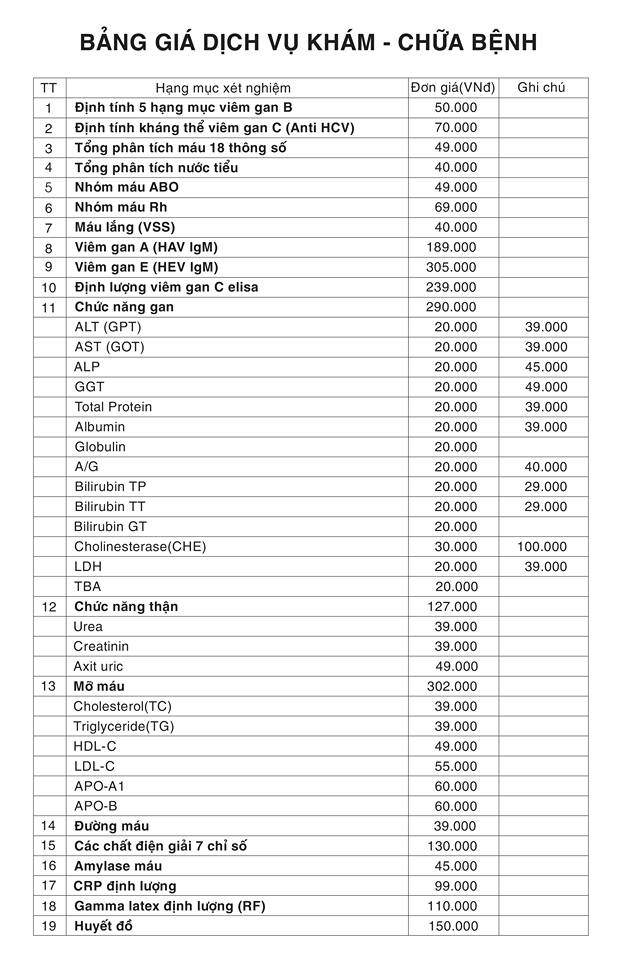 BẢNG GIÁ DỊCH VỤ KHÁM - CHỮA BỆNH
TT Hạng mục xét nghiệm Đơn giá(VNđ) Ghi chú
1 Định tính 5 hạng mục viêm gan B 50.000
2 Định tính kháng thể viêm gan C (Anti HCV) 70.000
3 Tổng phân tích máu 18 thông số 49.000
4 Tổng phân tích nước tiểu 40.000
5 Nhóm máu ABO 49.000
6 Nhóm máu Rh 69.000
7 Máu lắng (VSS) 40.000
8 Viêm gan A (HAV IgM) 189.000
9 Viêm gan E (HEV IgM) 305.000
10 Định lượng viêm gan C elisa 239.000
11 Chức năng gan 290.000
ALT (GPT) 20.000 39.000
AST (GOT) 20.000 39.000
ALP 20.000 45.000
GGT 20.000 49.000
Total Protein 20.000 39.000
Albumin 20.000 39.000
Globulin 20.000
A/G 20.000 40.000
Bilirubin TP 20.000 29.000
Bilirubin TT 20.000 29.000
Bilirubin GT 20.000
Cholinesterase(CHE) 30.000 100.000
LDH 20.000 39.000
TBA 20.000
12 Chức năng thận 127.000
Urea 39.000
Creatinin 39.000
Axit uric 49.000
13 Mỡ máu 302.000
Cholesterol(TC) 39.000
Triglyceride(TG) 39.000
HDL-C 49.000
LDL-C 55.000
APO-A1 60.000
APO-B 60.000
14 Đường máu 39.000
15 Các chất điện giải 7 chỉ số 130.000
16 Amylase máu 45.000
17 CRP định lượng 99.000
18 Gamma latex định lượng (RF) 110.000
19 Huyết đồ 150.000